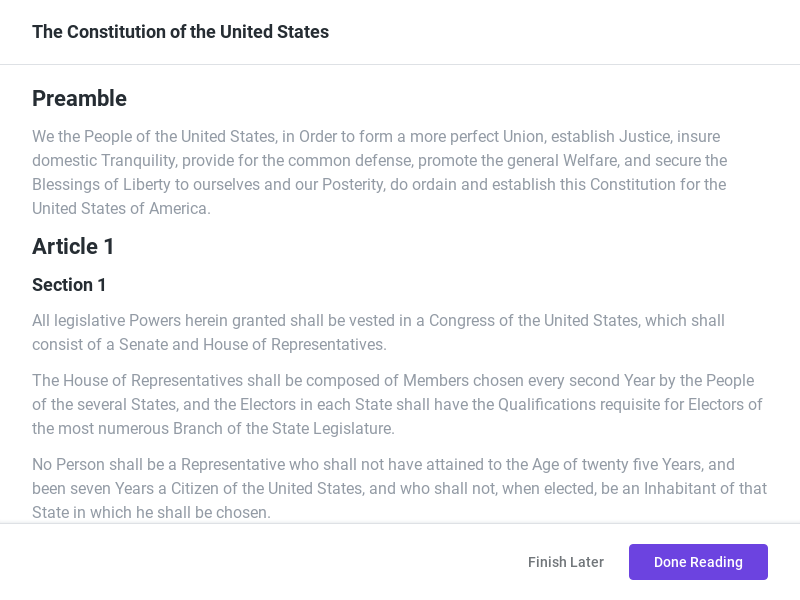 The Constitution of the United States
Preamble
We the People of the United States, in Order to form a more perfect Union, establish Justice, insure
domestic Tranquility, provide for the common defense, promote the general Welfare, and secure the
Blessings of Liberty to ourselves and our Posterity, do ordain and establish this Constitution for the
United States of America.
Article 1
Section 1
All legislative Powers herein granted shall be vested in a Congress of the United States, which shall
consist of a Senate and House of Representatives.
The House of Representatives shall be composed of Members chosen every second Year by the People
of the several States, and the Electors in each State shall have the Qualifications requisite for Electors of
the most numerous Branch of the State Legislature.
No Person shall be a Representative who shall not have attained to the Age of twenty five Years, and
been seven Years a Citizen of the United States, and who shall not, when elected, be an Inhabitant of that
State in which he shall be chosen.
Finish Later
Done Reading